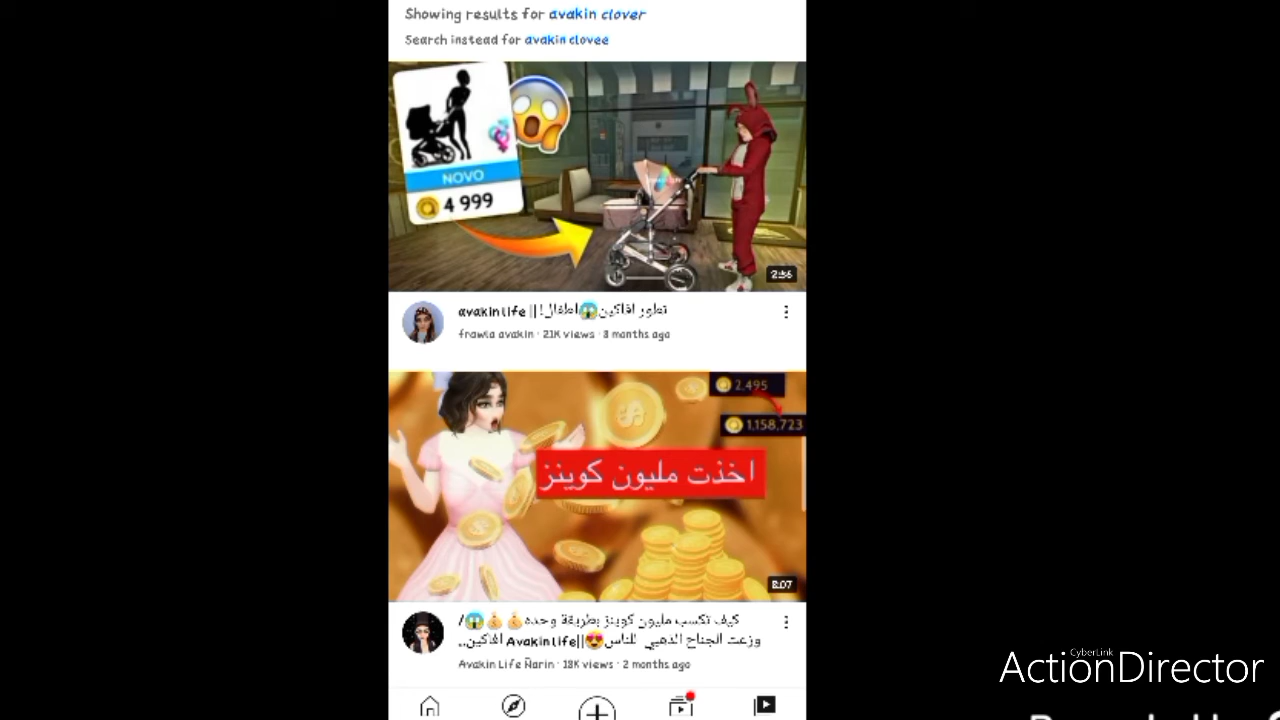 Showing results for avakin clover
Search instead for avakin clovee
NOVO
4 999
2:56
avakin life || !تطور افاكين😱اطفال
frawla avakin · 21K views · 8 months ago
2,495
1,158,723
اخذت مليون كوينز
8:07
كيف تكسب مليون كوينز بطريقة وحده💰💰😱/
وزعت الجناح الذهبي للناس😍||Avakin life افاكين..
Avakin Life Narin · 18K views · 2 months ago
CyberLink
ActionDirector